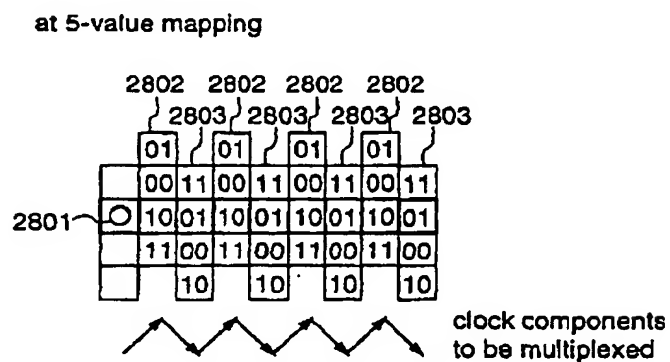 at 5-value mapping
2802 2802 2802 2802
2803 2803 2803 2803
01 01 01 01
00 11 00 11 00 11 00 11
2801 10 01 10 01 10 01 10 01
11 00 11 00 11 00 11 00
10 10 10 10
clock components
to be multiplexed